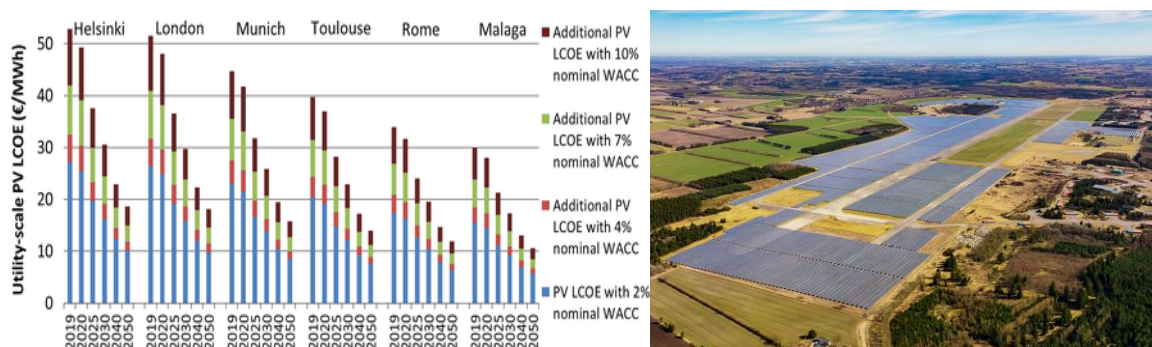 Helsinki London Munich Toulouse Rome Malaga
Utility-scale PV LCOE (€/MWh)
50
40
30
20
10
0
2019 2020 2025 2030 2040 2050 2019 2020 2025 2030 2040 2050 2019 2020 2025 2030 2040 2050 2019 2020 2025 2030 2040 2050 2019 2020 2025 2030 2040 2050 2019 2020 2025 2030 2040 2050
Additional PV
LCOE with 10%
nominal WACC
Additional PV
LCOE with 7%
nominal WACC
Additional PV
LCOE with 4%
nominal WACC
PV LCOE with 2%
nominal WACC